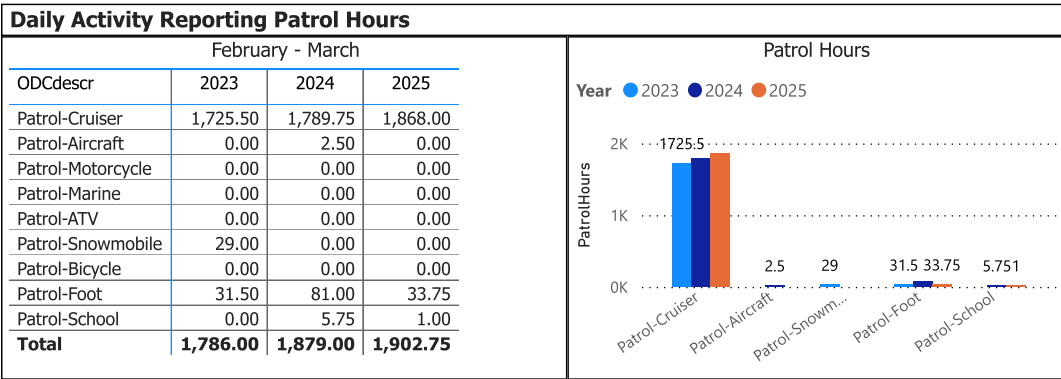 Daily Activity Reporting Patrol Hours
February - March
ODCdescr 2023 2024 2025
Patrol-Cruiser 1,725.50 1,789.75 1,868.00
Patrol-Aircraft 0.00 2.50 0.00
Patrol-Motorcycle 0.00 0.00 0.00
Patrol-Marine 0.00 0.00 0.00
Patrol-ATV 0.00 0.00 0.00
Patrol-Snowmobile 29.00 0.00 0.00
Patrol-Bicycle 0.00 0.00 0.00
Patrol-Foot 31.50 81.00 33.75
Patrol-School 0.00 5.75 1.00
Total 1,786.00 1,879.00 1,902.75
Patrol Hours
Year 2023 2024 2025
PatrolHours
2K
1K
0K
1725.5
2.5 29 31.5 33.75 5.751
Patrol-Cruiser
Patrol-Aircraft
Patrol-Snowm...
Patrol-Foot
Patrol-School